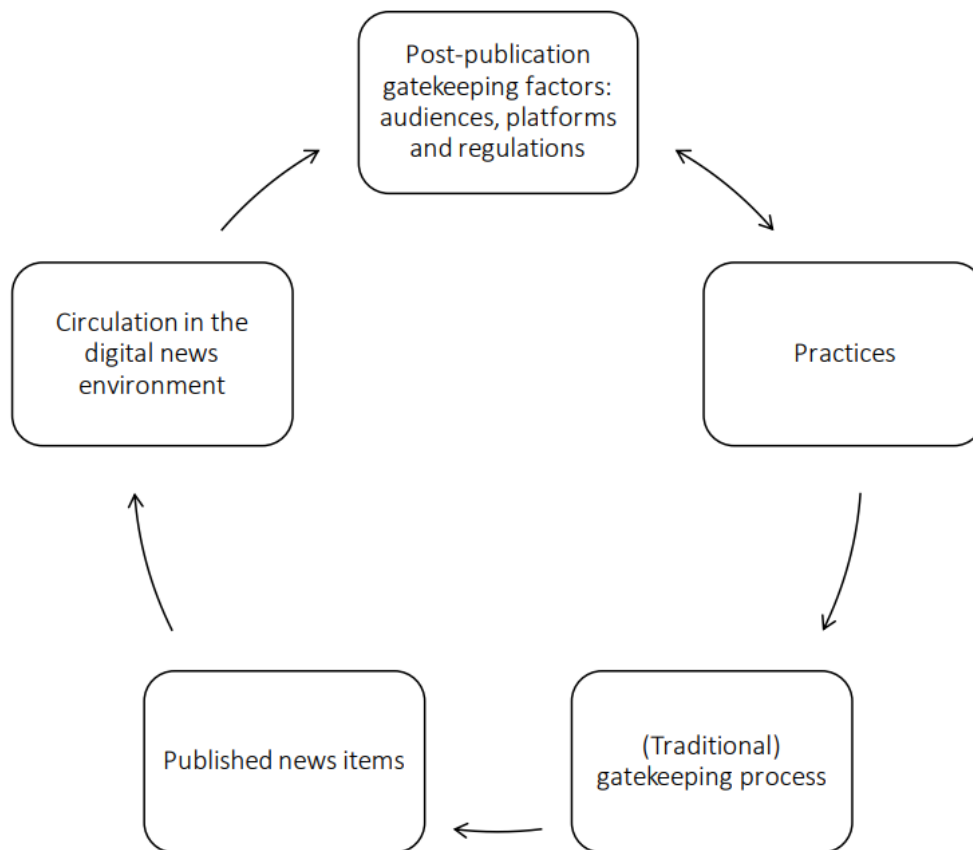 Post-publication
gatekeeping factors:
audiences, platforms
and regulations
Circulation in the
digital news
environment
Practices
Published news items
(Traditional)
gatekeeping process